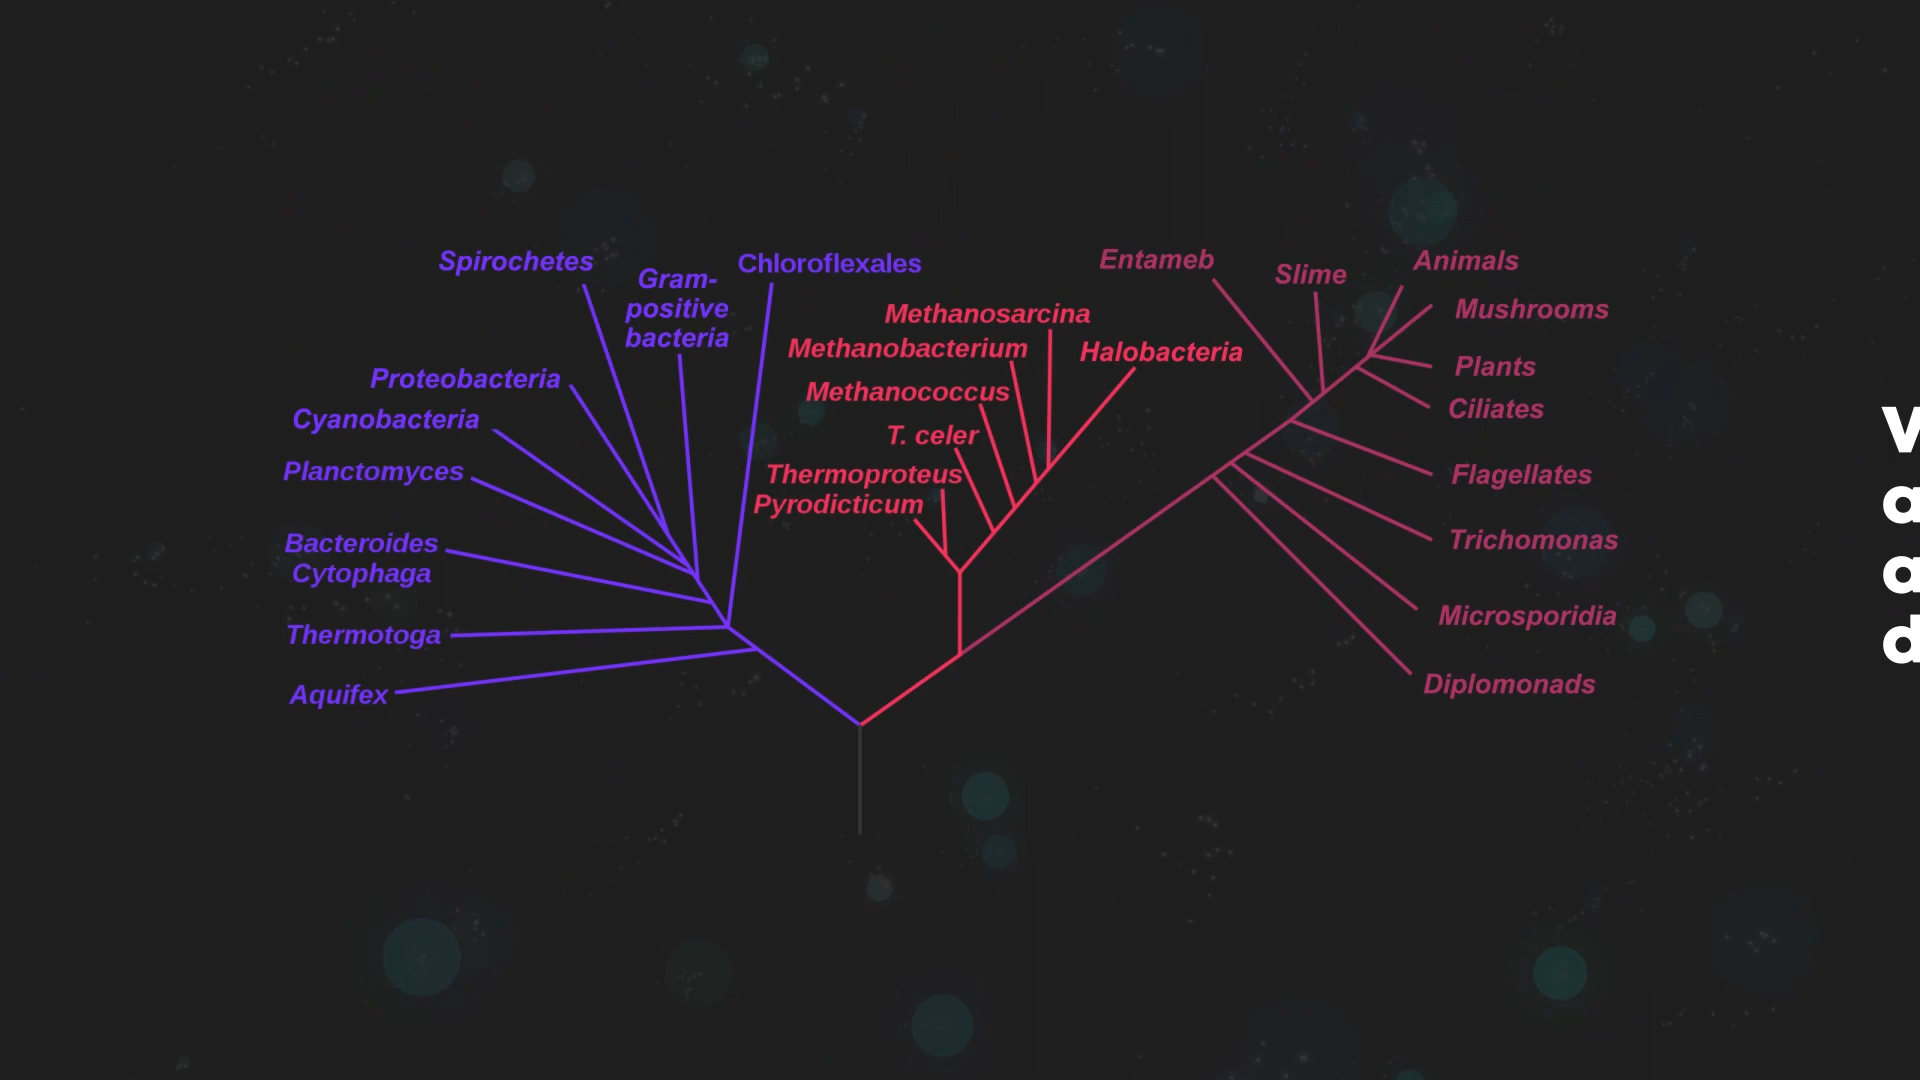 Spirochetes
Gram-
positive
bacteria
Chloroflexales
Proteobacteria
Cyanobacteria
Planctomyces
Bacteroides
Cytophaga
Thermotoga
Aquifex
Methanosarcina
Methanobacterium
Halobacteria
Methanococcus
T. celer
Thermoproteus
Pyrodicticum
Entameb
Slime
Animals
Mushrooms
Plants
Ciliates
Flagellates
Trichomonas
Microsporidia
Diplomonads